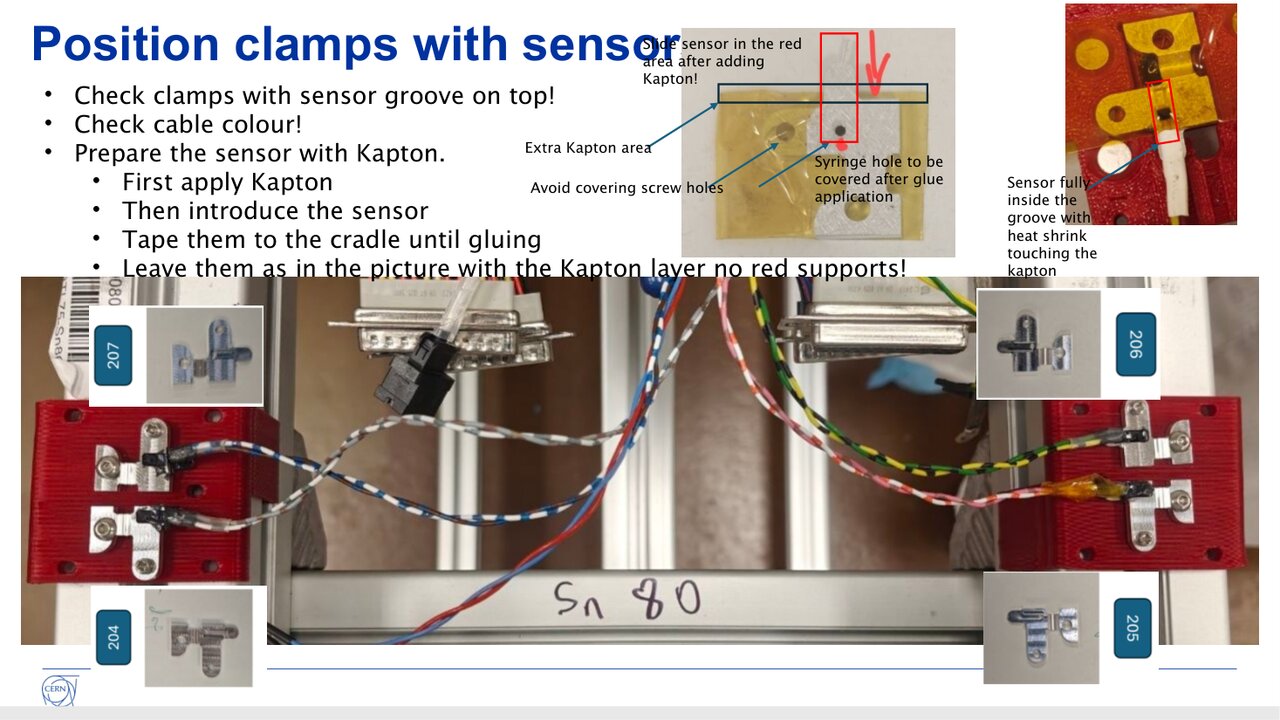 Position clamps with sensor
• Check clamps with sensor groove on top!
• Check cable colour!
• Prepare the sensor with Kapton.
• First apply Kapton
• Then introduce the sensor
• Tape them to the cradle until gluing
• Leave them as in the picture with the Kapton layer no red supports!
Slide sensor in the red
area after adding
Kapton!
Extra Kapton area
Avoid covering screw holes
Syringe hole to be
covered after glue
application
Sensor fully
inside the
groove with
heat shrink
touching the
kapton
207
206
Sn 80
204
205
CERN